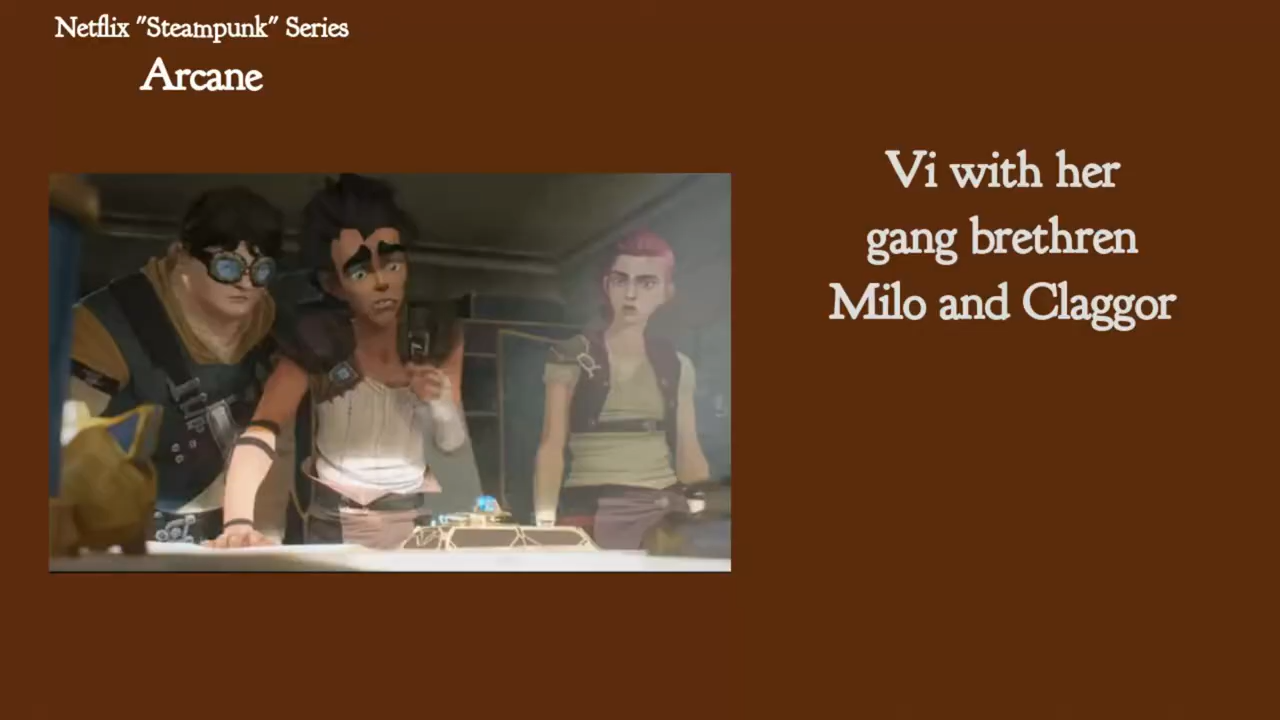 Netflix "Steampunk" Series
Arcane
Vi with her
gang brethren
Milo and Claggor